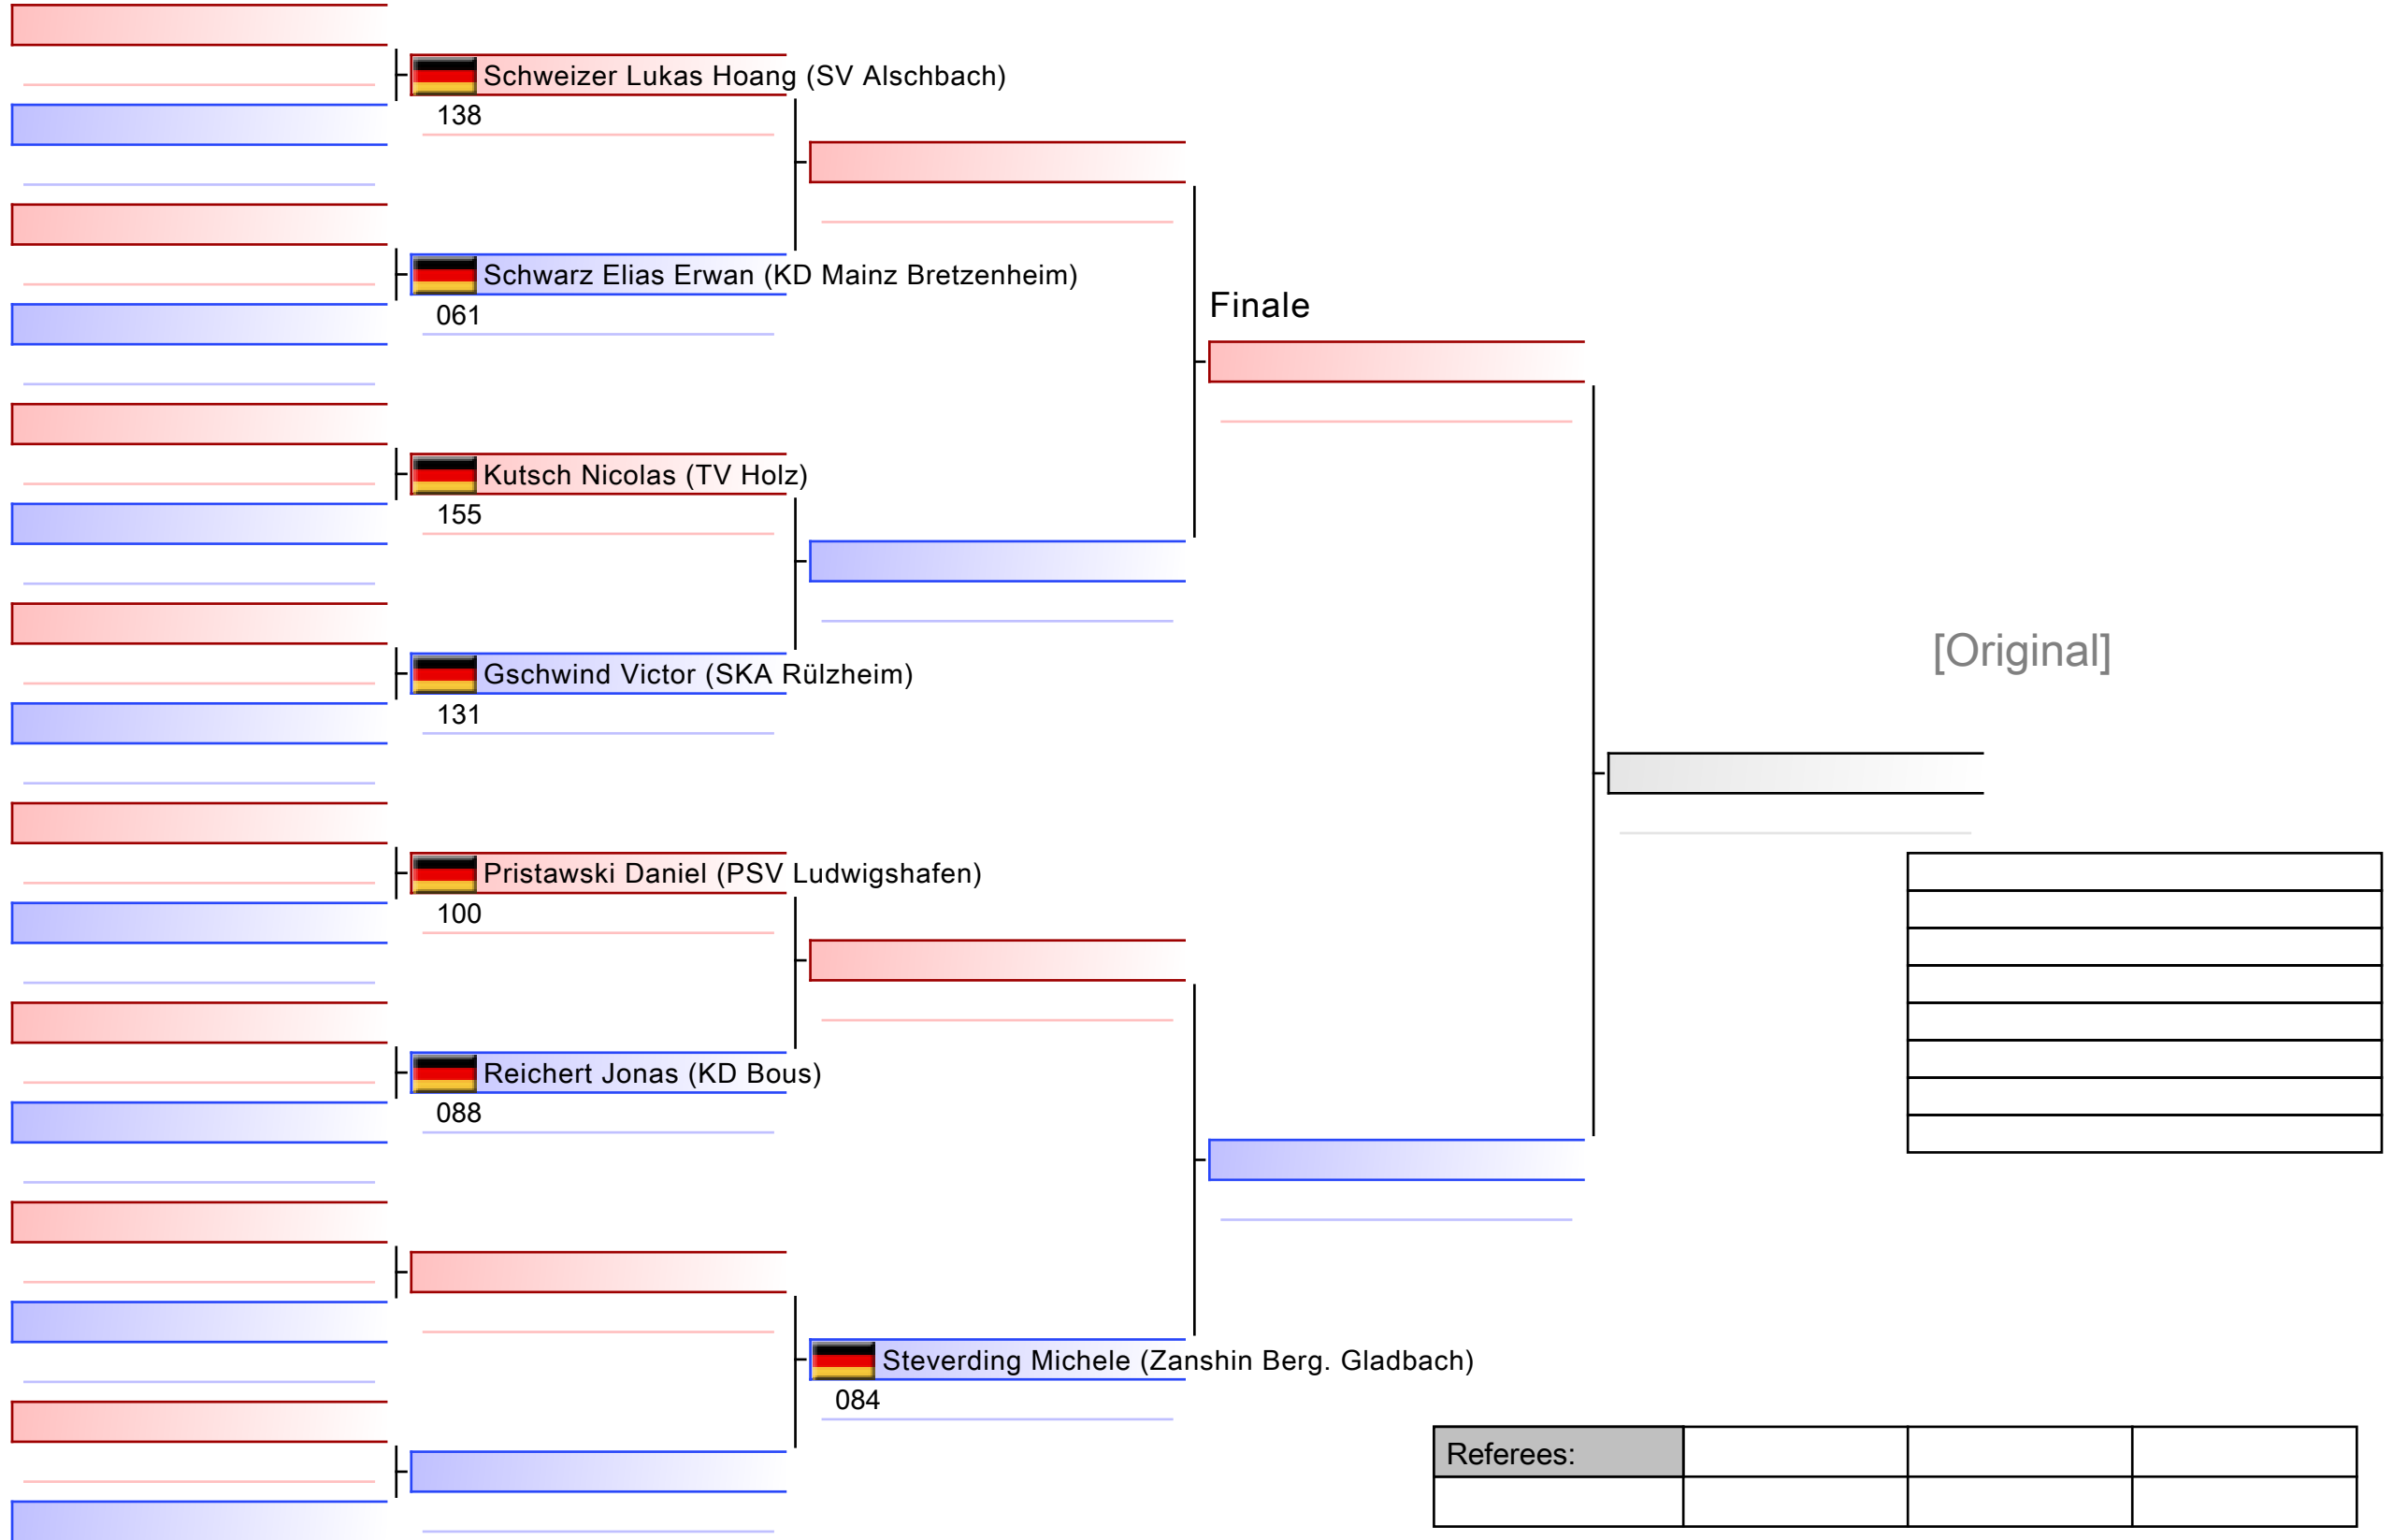 Schweizer Lukas Hoang (SV Alschbach)
138
Schwarz Elias Erwan (KD Mainz Bretzenheim)
061
Finale
Kutsch Nicolas (TV Holz)
155
[Original]
Gschwind Victor (SKA Rülzheim)
131
Pristawski Daniel (PSV Ludwigshafen)
100
Reichert Jonas (KD Bous)
088
Steverding Michele (Zanshin Berg. Gladbach)
084
Referees: